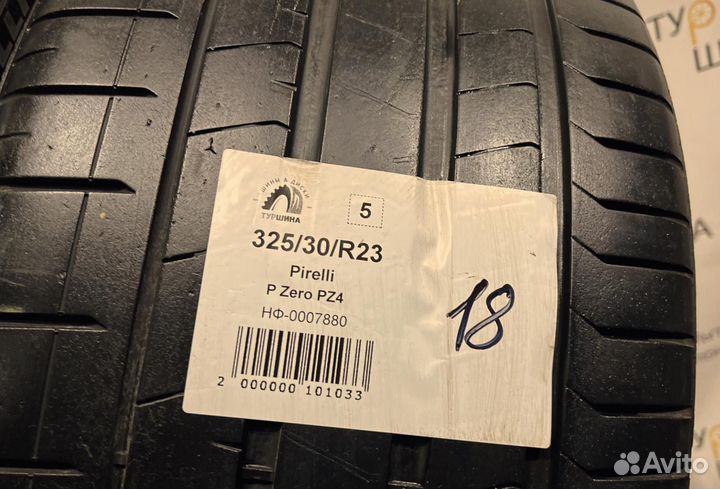 ШИНЫ & ДИСКИ
ТУРШИНА
5
325/30/R23
Pirelli
P Zero PZ4
НФ-0007880
18
2 000000 101033
Avito